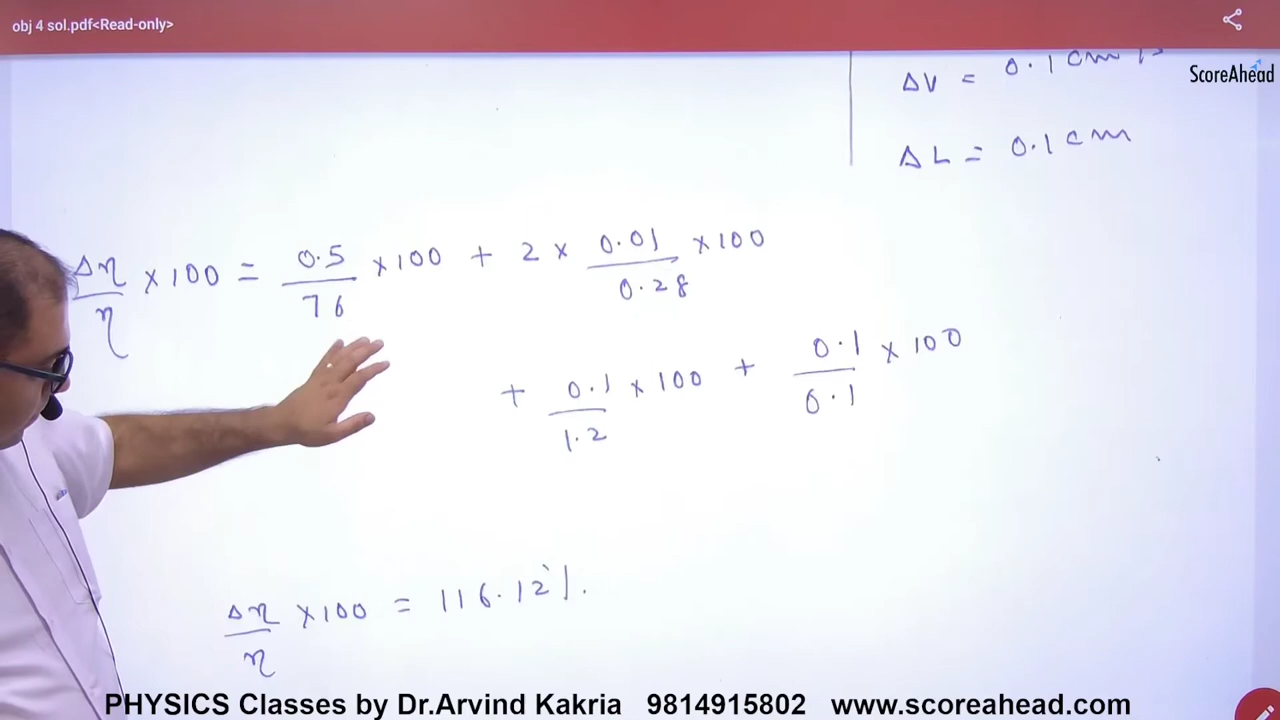 obj 4 sol.pdf<Read-only>
ScoreAhead
ΔV = 0.1 cm
ΔL = 0.1 cm
Δη/η × 100 = 0.5/76 × 100 + 2 × 0.01/0.28 × 100
+ 0.1/1.2 × 100 + 0.1/0.1 × 100
Δη/η × 100 = 116.12%.
PHYSICS Classes by Dr.Arvind Kakria 9814915802 www.scoreahead.com